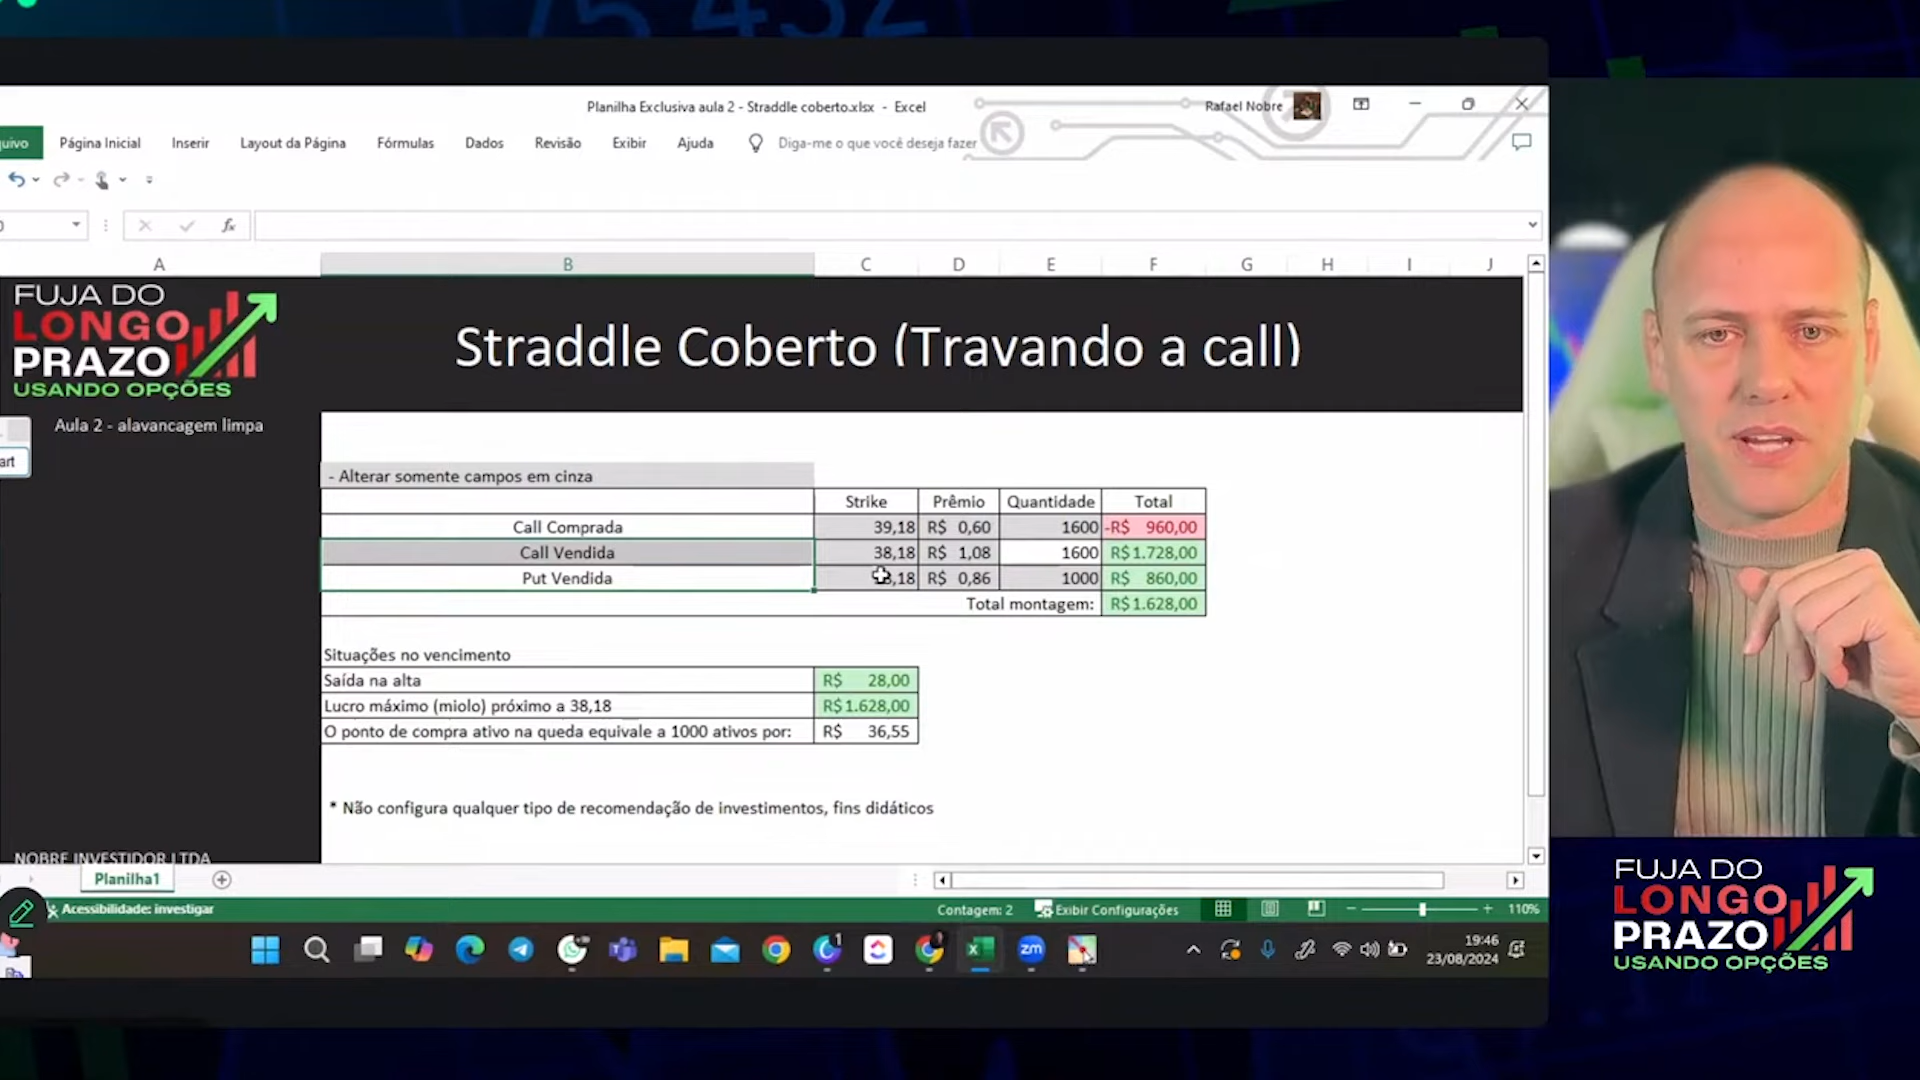 Planilha Exclusiva aula 2 - Straddle coberto.xlsx - Excel
Rafael Nobre
quivo Página Inicial Inserir Layout da Página Fórmulas Dados Revisão Exibir Ajuda Diga-me o que você deseja fazer
fx
A B C D E F G H I J
FUJA DO
LONGO
PRAZO
USANDO OPÇÕES
Straddle Coberto (Travando a call)
Aula 2 - alavancagem limpa
art
- Alterar somente campos em cinza
Strike Prêmio Quantidade Total
Call Comprada 39,18 R$ 0,60 1600 -R$ 960,00
Call Vendida 38,18 R$ 1,08 1600 R$1.728,00
Put Vendida ,18 R$ 0,86 1000 R$ 860,00
Total montagem: R$1.628,00
Situações no vencimento
Saída na alta R$ 28,00
Lucro máximo (miolo) próximo a 38,18 R$1.628,00
O ponto de compra ativo na queda equivale a 1000 ativos por: R$ 36,55
* Não configura qualquer tipo de recomendação de investimentos, fins didáticos
NOBRE INVESTIDOR LTDA
Planilha1
Acessibilidade: investigar Contagem: 2 Exibir Configurações 110%
zm
19:46
23/08/2024
FUJA DO
LONGO
PRAZO
USANDO OPÇÕES